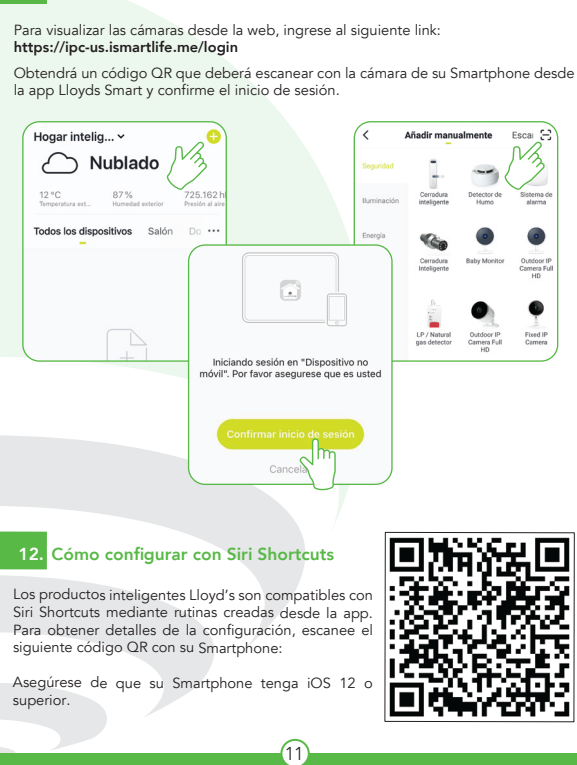 Para visualizar las cámaras desde la web, ingrese al siguiente link:
https://ipc-us.ismartlife.me/login
Obtendrá un código QR que deberá escanear con la cámara de su Smartphone desde
la app Lloyds Smart y confirme el inicio de sesión.
Hogar intelig...
Nublado
12 °C
87 %
725.162 h
Temperatura ext...
Humedad exterior
Presión al aire
Todos los dispositivos Salón Do ...
Añadir manualmente
Escar
Seguridad
Iluminación
Energía
Cerradura
inteligente
Detector de
Humo
Sistema de
alarma
Cerradura
Inteligente
Baby Monitor
Outdoor IP
Camera Full
HD
LP / Natural
gas detector
Outdoor IP
Camera Full
HD
Fixed IP
Camera
Iniciando sesión en "Dispositivo no
móvil". Por favor asegurese que es usted
Confirmar inicio de sesión
Cancela
12. Cómo configurar con Siri Shortcuts
Los productos inteligentes Lloyd's son compatibles con
Siri Shortcuts mediante rutinas creadas desde la app.
Para obtener detalles de la configuración, escanee el
siguiente código QR con su Smartphone:
Asegúrese de que su Smartphone tenga iOS 12 o
superior.
11